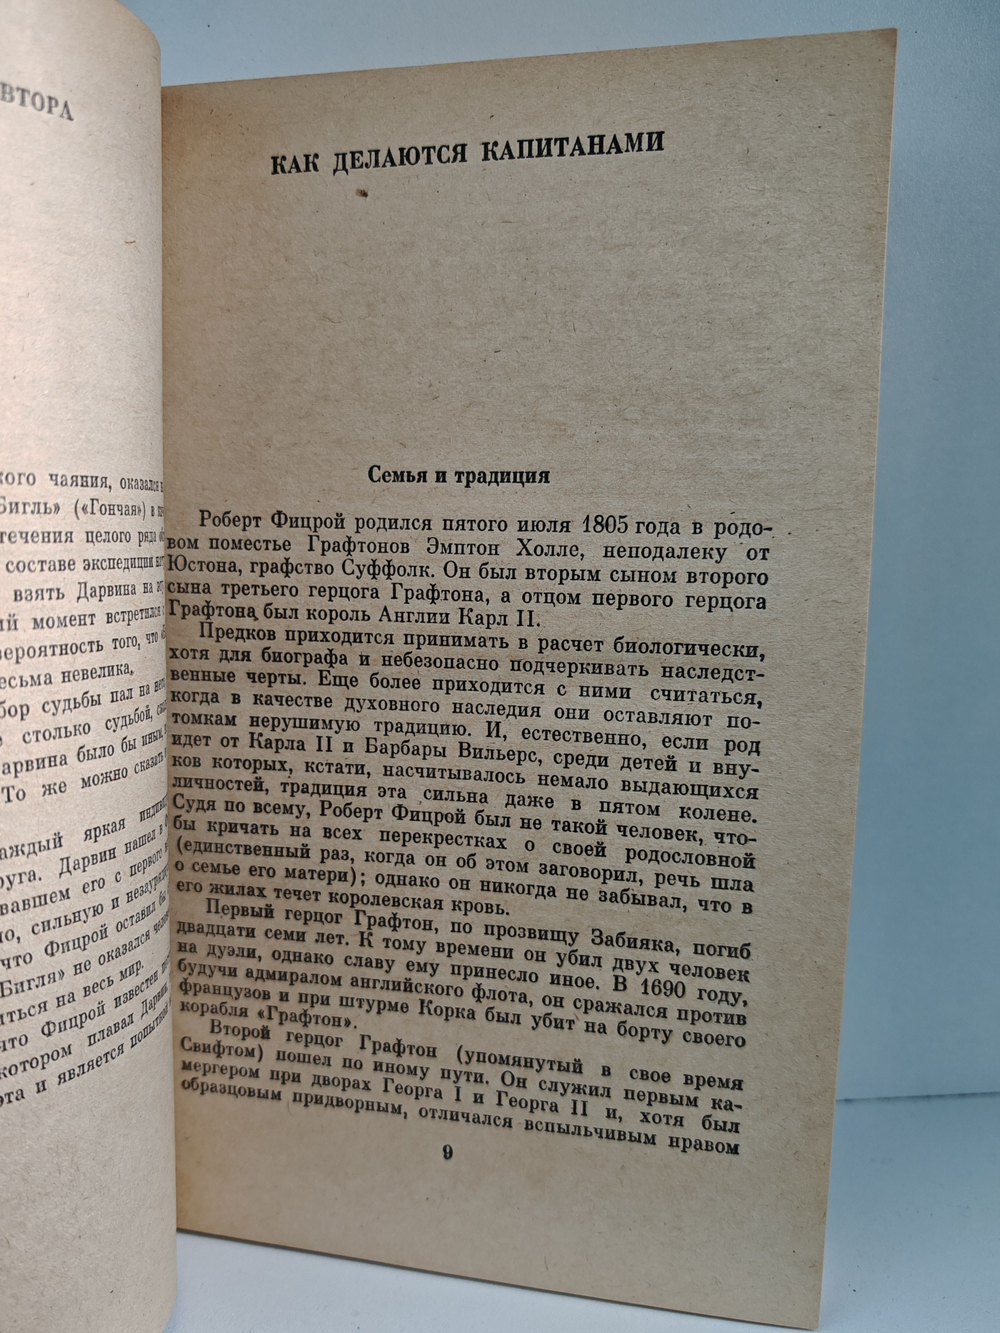 ВТОРА
кого чаяния, оказался в
Бигль» («Гончая») в
течения целого ряда
составе экспедиции
взять Дарвина на
ий момент встретился
вероятность того, что
есьма невелика,
бор судьбы пал на
столько судьбой,
арвина было бы иным,
То же можно сказать
аждый яркая
руга. Дарвин нашел в
вавшем его с первого
но, сильную и
что Фицрой оставил бы
Бигля» не оказался
иться на весь мир.
что Фицрой известен
котором плавал Дарвин
эта и является попыткой
КАК ДЕЛАЮТСЯ КАПИТАНАМИ
Семья и традиция
Роберт Фицрой родился пятого июля 1805 года в родо-
вом поместье Графтонов Эмптон Холле, неподалеку от
Юстона, графство Суффолк. Он был вторым сыном второго
сына третьего герцога Графтона, а отцом первого герцога
Графтона был король Англии Карл II.
Предков приходится принимать в расчет биологически,
хотя для биографа и небезопасно подчеркивать наследст-
венные черты. Еще более приходится с ними считаться,
когда в качестве духовного наследия они оставляют по-
томкам нерушимую традицию. И, естественно, если род
идет от Карла II и Барбары Вильерс, среди детей и вну-
ков которых, кстати, насчитывалось немало выдающихся
личностей, традиция эта сильна даже в пятом колене.
Судя по всему, Роберт Фицрой был не такой человек, что-
бы кричать на всех перекрестках о своей родословной
(единственный раз, когда он об этом заговорил, речь шла
о семье его матери); однако он никогда не забывал, что в
его жилах течет королевская кровь.
Первый герцог Графтон, по прозвищу Забияка, погиб
двадцати семи лет. К тому времени он убил двух человек
на дуэли, однако славу ему принесло иное. В 1690 году,
будучи адмиралом английского флота, он сражался против
французов и при штурме Корка был убит на борту своего
корабля «Графтон».
Второй герцог Графтон (упомянутый в свое время
Свифтом) пошел по иному пути. Он служил первым ка-
мергером при дворах Георга I и Георга II и, хотя был
образцовым придворным, отличался вспыльчивым нравом
9